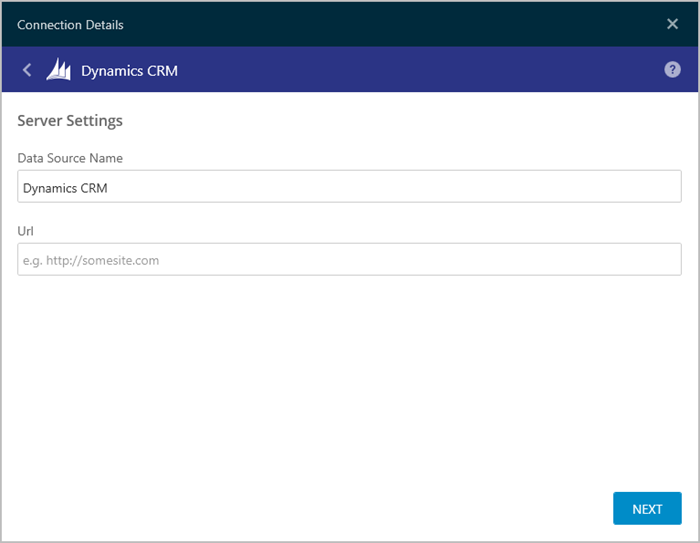 Connection Details
Dynamics CRM
?
Server Settings
Data Source Name
Dynamics CRM
Url
e.g. http://somesite.com
NEXT